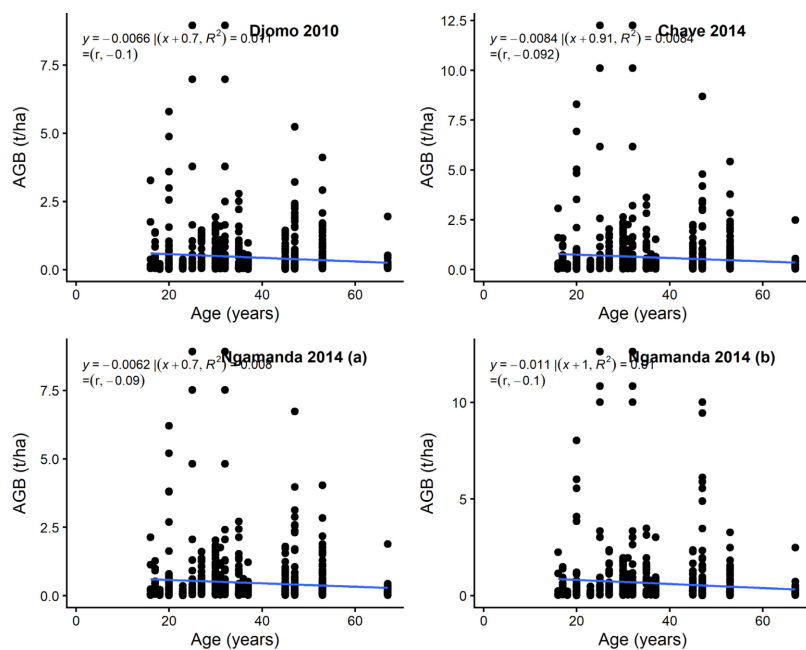 Djomo 2010
y = −0.0066 |(x + 0.7, R²) = 0.011
=(r, −0.1)
AGB (t/ha)
7.5
5.0
2.5
0.0
0 20 40 60
Age (years)
Chave 2014
y = −0.0084 |(x + 0.91, R²) = 0.0084
=(r, −0.092)
AGB (t/ha)
12.5
10.0
7.5
5.0
2.5
0.0
0 20 40 60
Age (years)
Ngamanda 2014 (a)
y = −0.0062 |(x + 0.7, R²) = 0.008
=(r, −0.09)
AGB (t/ha)
7.5
5.0
2.5
0.0
0 20 40 60
Age (years)
Ngamanda 2014 (b)
y = −0.011 |(x + 1, R²) = 0.01
=(r, −0.1)
AGB (t/ha)
10
5
0
0 20 40 60
Age (years)